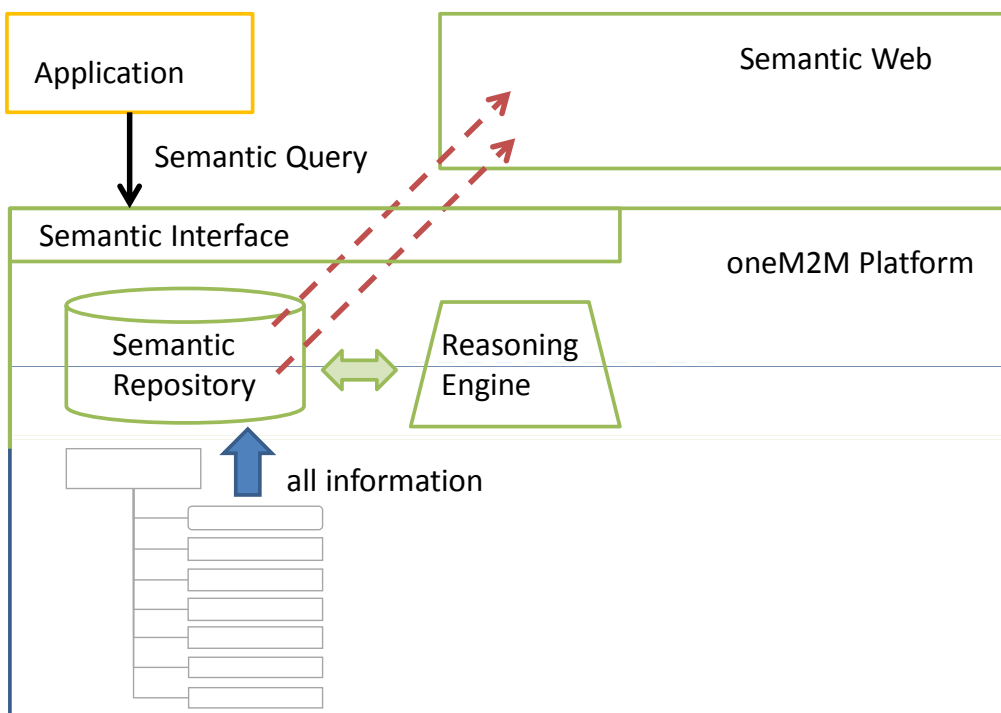 Application
Semantic Web
Semantic Query
Semantic Interface
oneM2M Platform
Semantic
Repository
Reasoning
Engine
all information